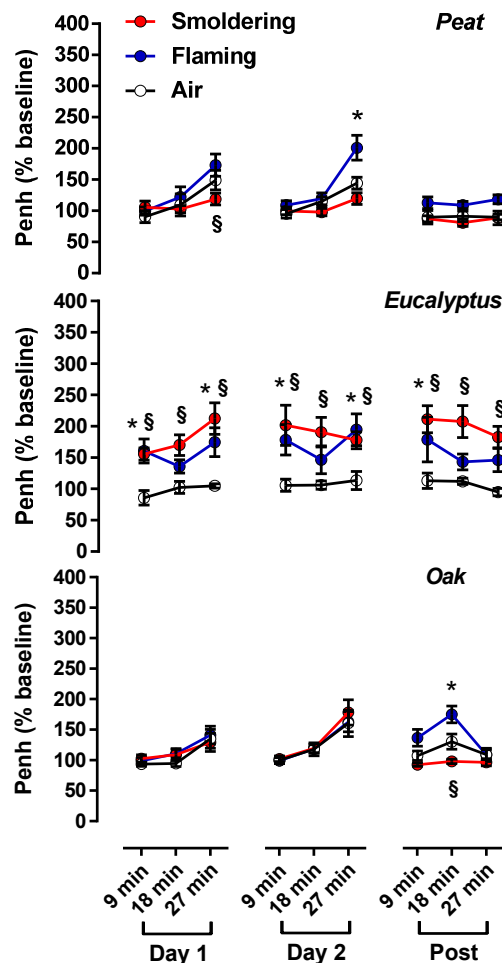 Smoldering
Flaming
Air
Peat
Penh (% baseline)
400
350
300
250
200
150
100
50
0
*
§
Eucalyptus
Penh (% baseline)
400
350
300
250
200
150
100
50
0
* § § * §
* § § * §
* § § §
Oak
Penh (% baseline)
400
350
300
250
200
150
100
50
0
*
§
9 min 18 min 27 min
9 min 18 min 27 min
9 min 18 min 27 min
Day 1 Day 2 Post